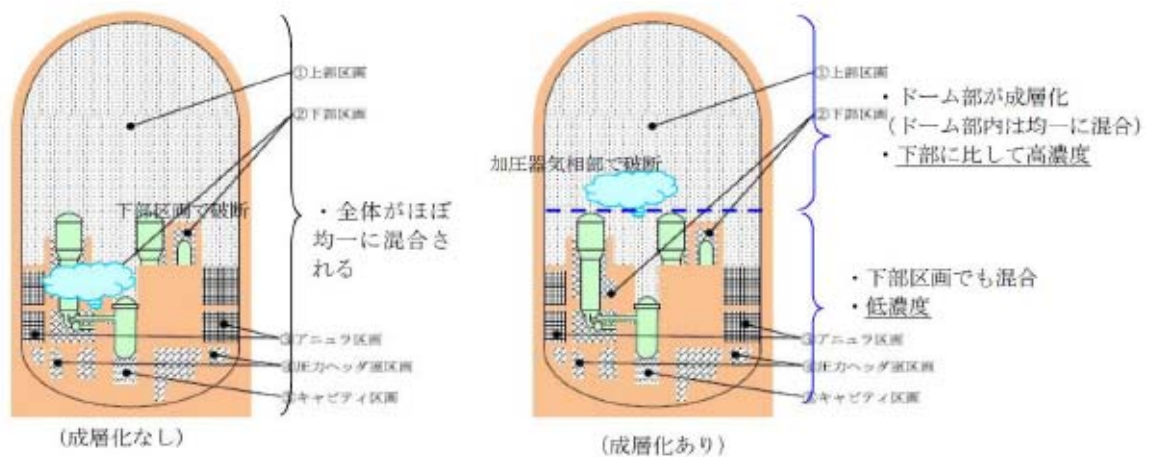 ①上部区画
②下部区画
下部区画で破断
・全体がほぼ
均一に混合さ
れる
③アニュラ区画
④圧力ヘッダ室区画
⑤キャビティ区画
(成層化なし)
①上部区画
②下部区画
・ドーム部が成層化
(ドーム部内は均一に混合)
・下部に比して高濃度
加圧器気相部で破断
・下部区画でも混合
・低濃度
③アニュラ区画
④圧力ヘッダ室区画
⑤キャビティ区画
(成層化あり)